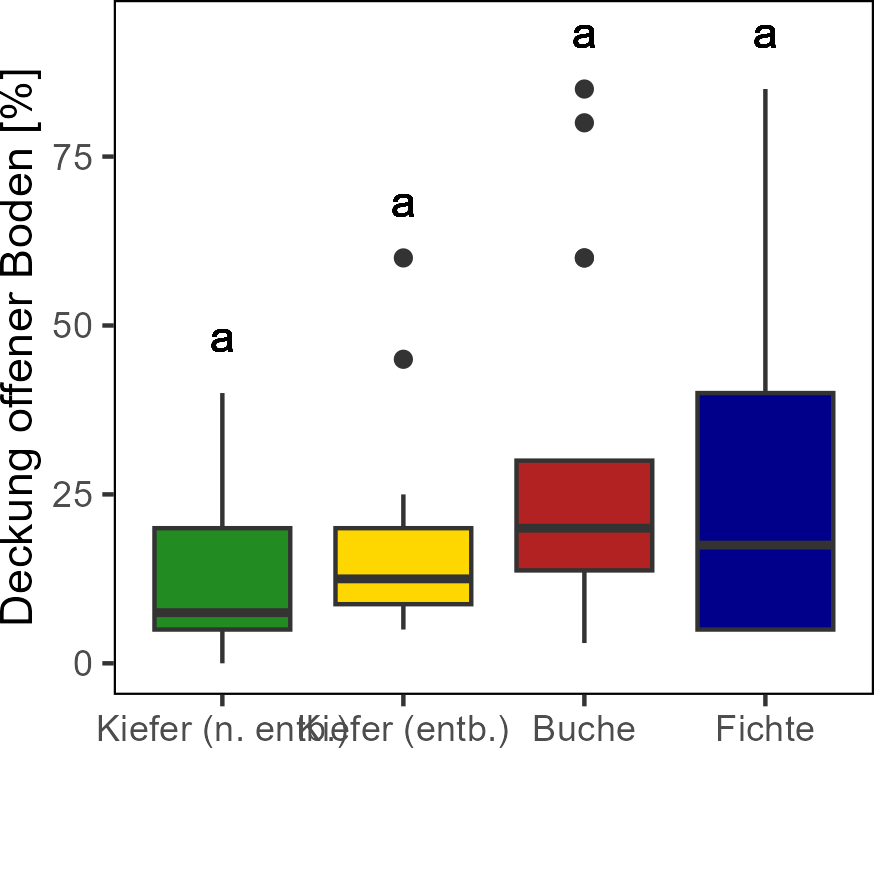 Deckung offener Boden [%]
a
a
a
a
75
50
25
0
Kiefer (n. entb.)
Kiefer (entb.)
Buche
Fichte